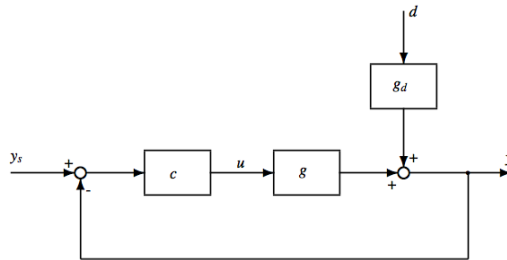 d
g_d
y_s + - c u g + + +